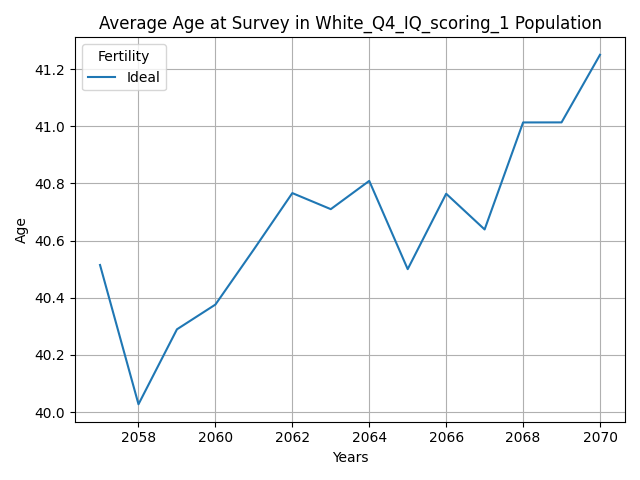 Average Age at Survey in White_Q4_IQ_scoring_1 Population
Fertility
Ideal
Age
41.2
41.0
40.8
40.6
40.4
40.2
40.0
2058 2060 2062 2064 2066 2068 2070
Years